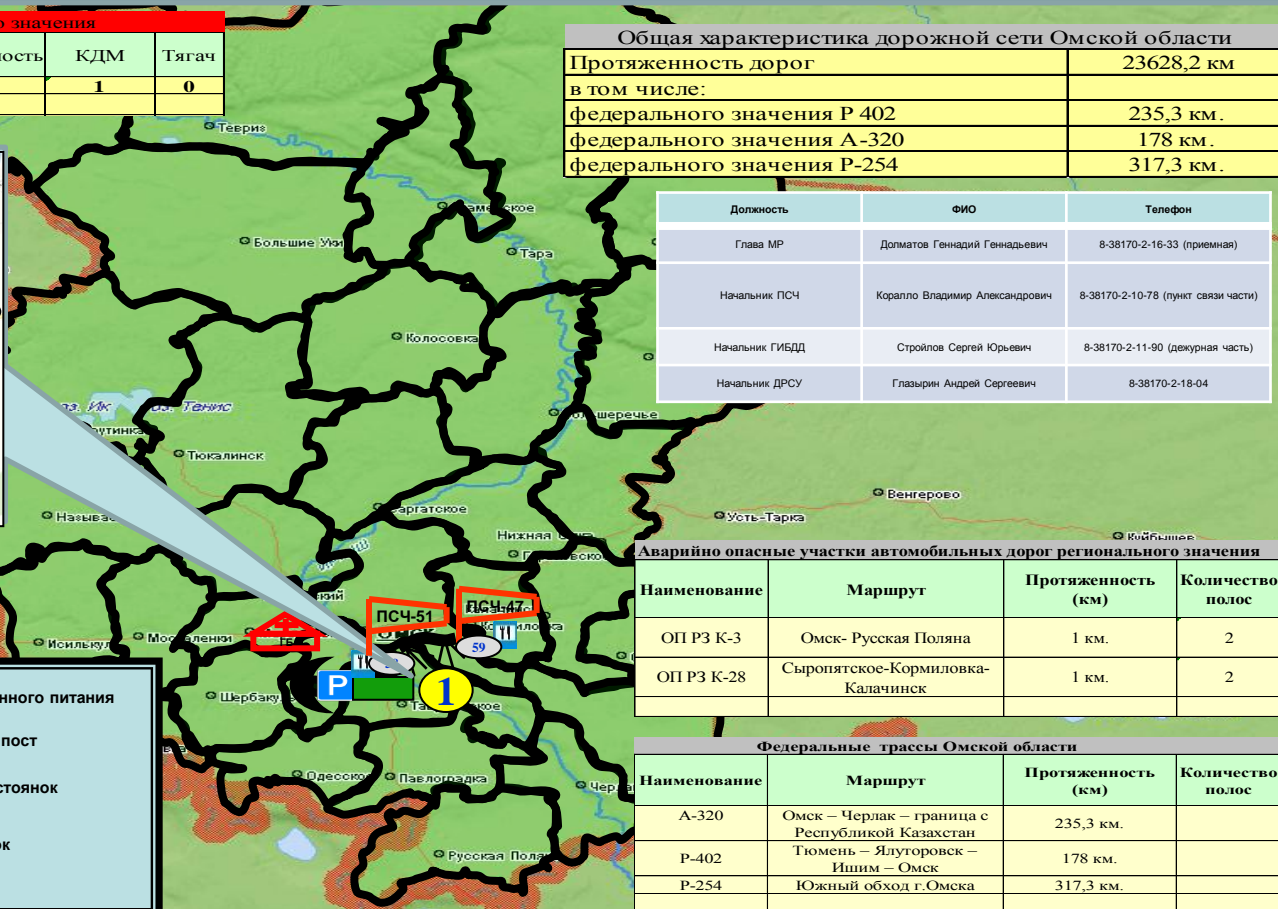 о значения
ость КДМ Тягач
1 0
Общая характеристика дорожной сети Омской области
Протяженность дорог 23628,2 км
в том числе:
федерального значения Р 402 235,3 км.
федерального значения А-320 178 км.
федерального значения Р-254 317,3 км.
Должность ФИО Телефон
Глава МР Долматов Геннадий Геннадьевич 8-38170-2-16-33 (приемная)
Начальник ПСЧ Коралло Владимир Александрович 8-38170-2-10-78 (пункт связи части)
Начальник ГИБДД Стройлов Сергей Юрьевич 8-38170-2-11-90 (дежурная часть)
Начальник ДРСУ Глазырин Андрей Сергеевич 8-38170-2-18-04
Тевриз
Большие Уки
Тара
Колосовка
оз. Ик оз. Тенис
Тюкалинск
Венгерово
Усть-Тарка
Куйбышев
Нижняя
ПСЧ-51
ПСЧ-47
59
Исилькул
P
1
Одесское
Павлоградка
Русская Поля
нного питания
пост
стоянок
ок
Аварийно опасные участки автомобильных дорог регионального значения
Наименование Маршрут Протяженность (км) Количество полос
ОП РЗ К-3 Омск- Русская Поляна 1 км. 2
ОП РЗ К-28 Сыропятское-Кормиловка-
Калачинск 1 км. 2
Федеральные трассы Омской области
Наименование Маршрут Протяженность (км) Количество полос
А-320 Омск – Черлак – граница с
Республикой Казахстан 235,3 км.
Р-402 Тюмень – Ялуторовск –
Ишим – Омск 178 км.
Р-254 Южный обход г.Омска 317,3 км.